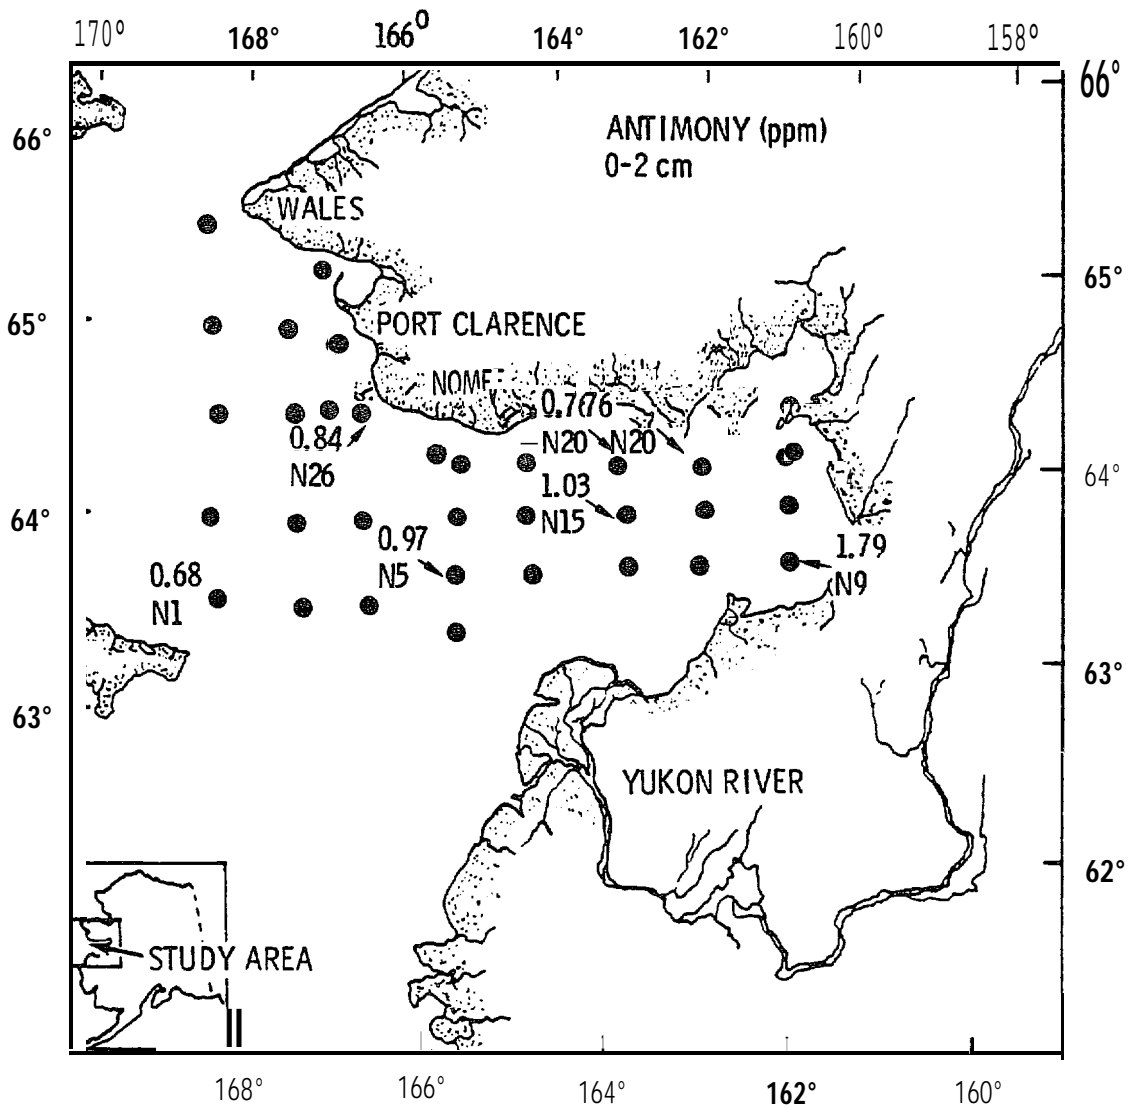 170° 168° 166° 164° 162° 160° 158°
66°
66°
ANTIMONY (ppm)
0-2 cm
WALES
65°
65°
PORT CLARENCE
NOME
0.84
N26
N20 N20
64°
1.03
N15
64°
0.97
N5
1.79
N9
0.68
N1
63°
63°
YUKON RIVER
62°
STUDY AREA
168° 166° 164° 162° 160°